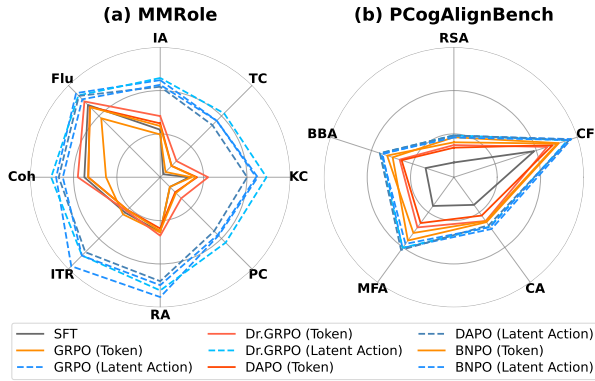 (a) MMRole
(b) PCogAlignBench
IA
TC
KC
PC
RA
ITR
Coh
Flu
RSA
CF
CA
MFA
BBA
SFT
GRPO (Token)
GRPO (Latent Action)
Dr.GRPO (Token)
Dr.GRPO (Latent Action)
DAPO (Token)
DAPO (Latent Action)
BNPO (Token)
BNPO (Latent Action)